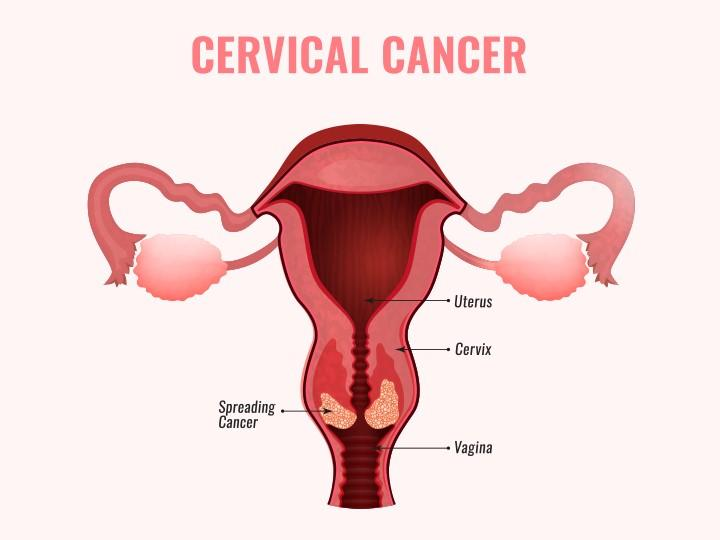 CERVICAL CANCER
Uterus
Cervix
Spreading
Cancer
Vagina